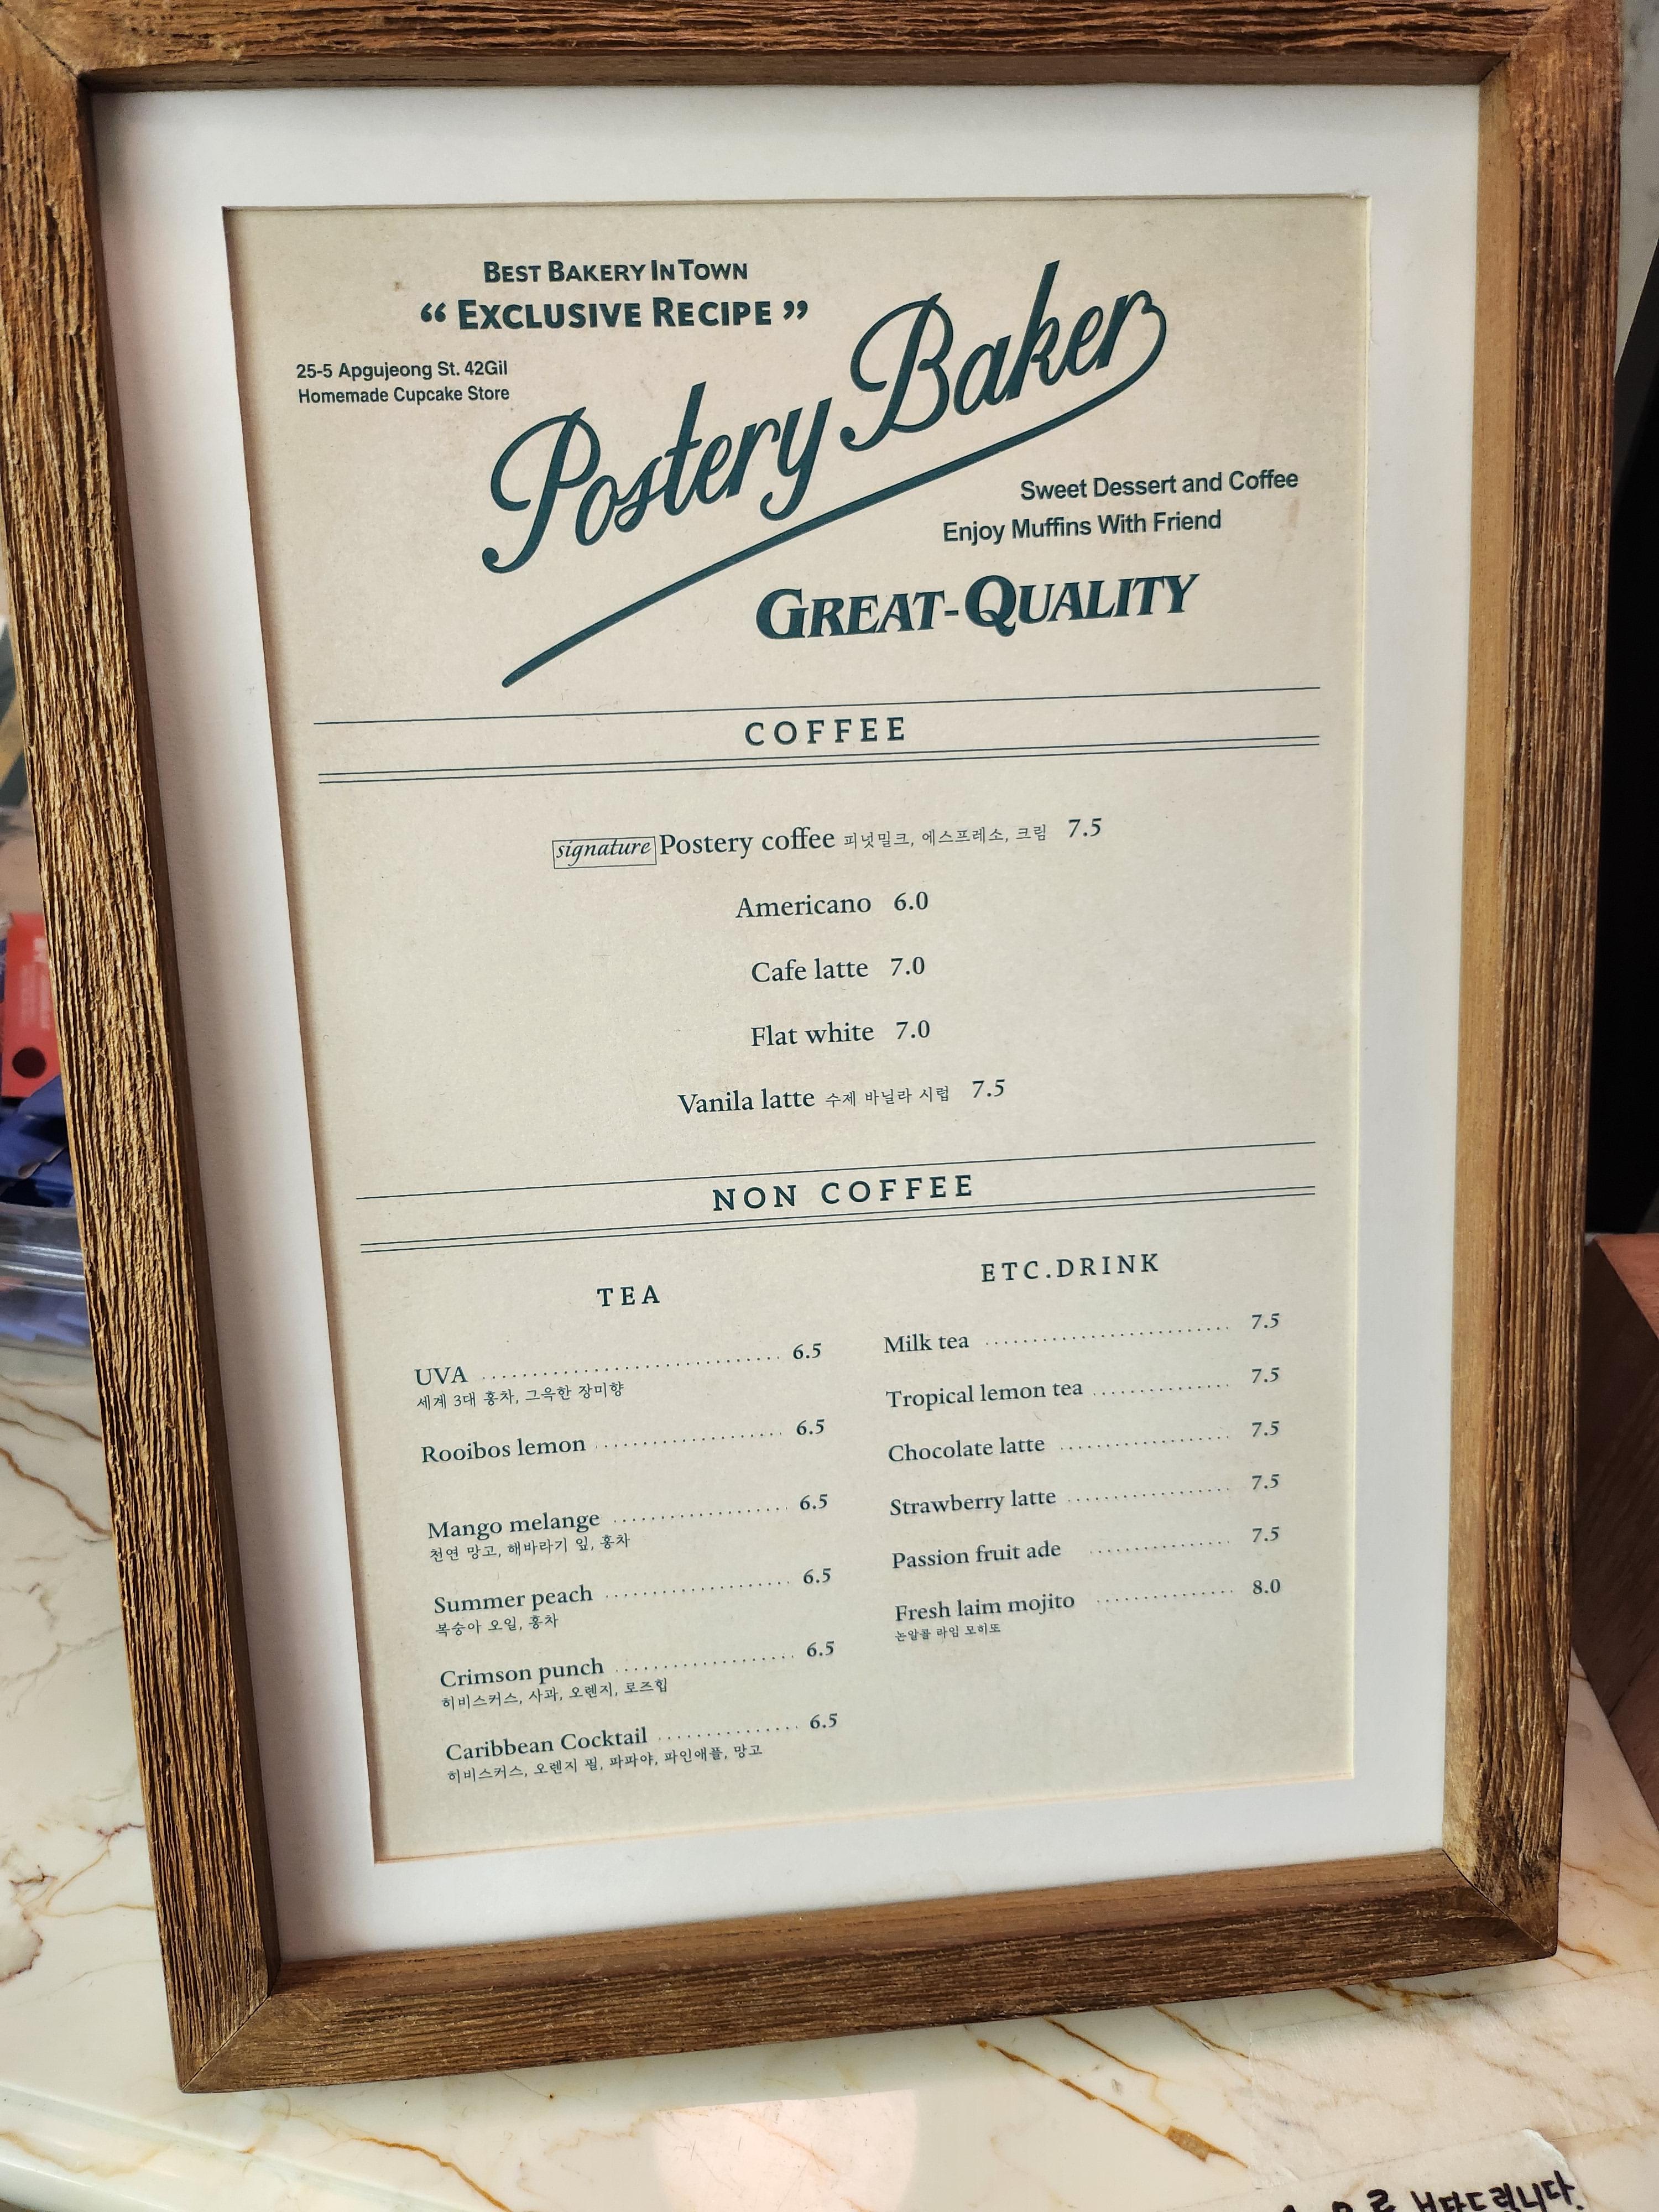 BEST BAKERY IN TOWN
“ EXCLUSIVE RECIPE ”
25-5 Apgujeong St. 42Gil
Homemade Cupcake Store
Postery Baker
Sweet Dessert and Coffee
Enjoy Muffins With Friend
GREAT-QUALITY
COFFEE
signature Postery coffee 피넛밀크, 에스프레소, 크림 7.5
Americano 6.0
Cafe latte 7.0
Flat white 7.0
Vanila latte 수제 바닐라 시럽 7.5
NON COFFEE
TEA
UVA 6.5
세계 3대 홍차, 그윽한 장미향
Rooibos lemon 6.5
Mango melange 6.5
천연 망고, 해바라기 잎, 홍차
Summer peach 6.5
복숭아 오일, 홍차
Crimson punch 6.5
히비스커스, 사과, 오렌지, 로즈힙
Caribbean Cocktail 6.5
히비스커스, 오렌지 필, 파파야, 파인애플, 망고
ETC.DRINK
Milk tea 7.5
Tropical lemon tea 7.5
Chocolate latte 7.5
Strawberry latte 7.5
Passion fruit ade 7.5
Fresh laim mojito 8.0
논알콜 라임 모히또
부탁드립니다.